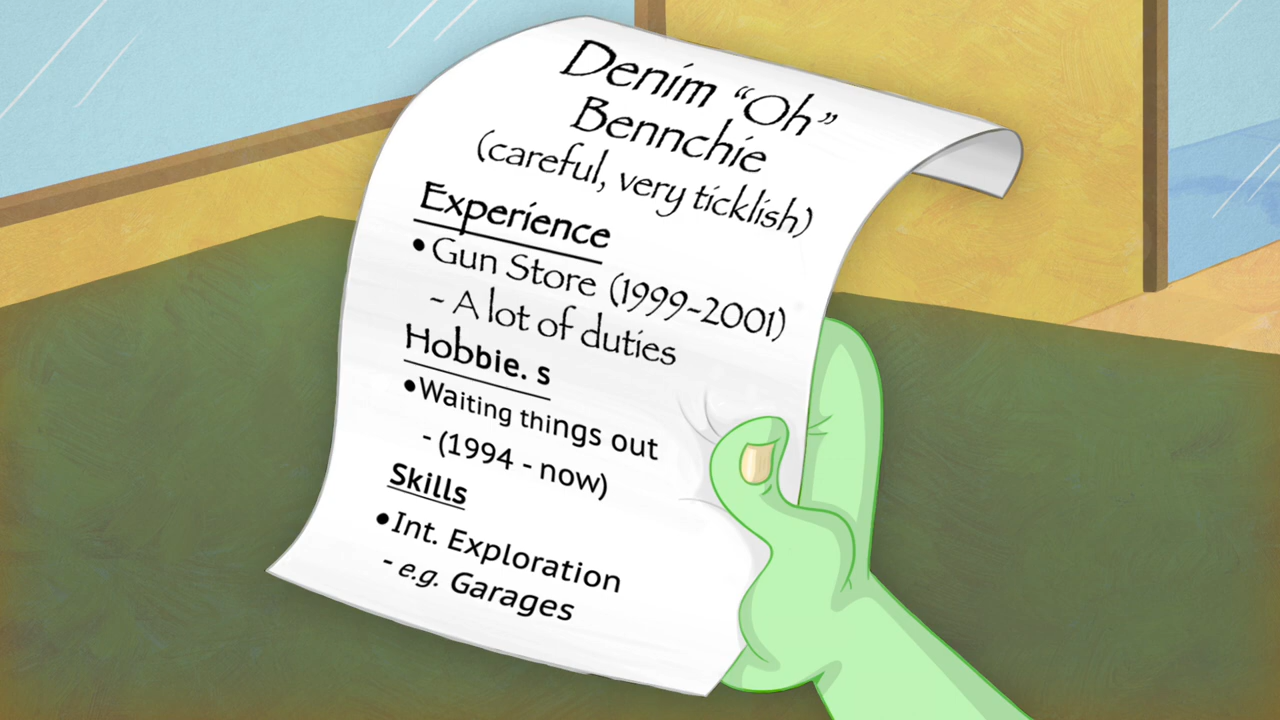 Denim “Oh”
Bennchie
(careful, very ticklish)
Experience
• Gun Store (1999-2001)
- A lot of duties
Hobbie. s
• Waiting things out
- (1994 - now)
Skills
• Int. Exploration
- e.g. Garages